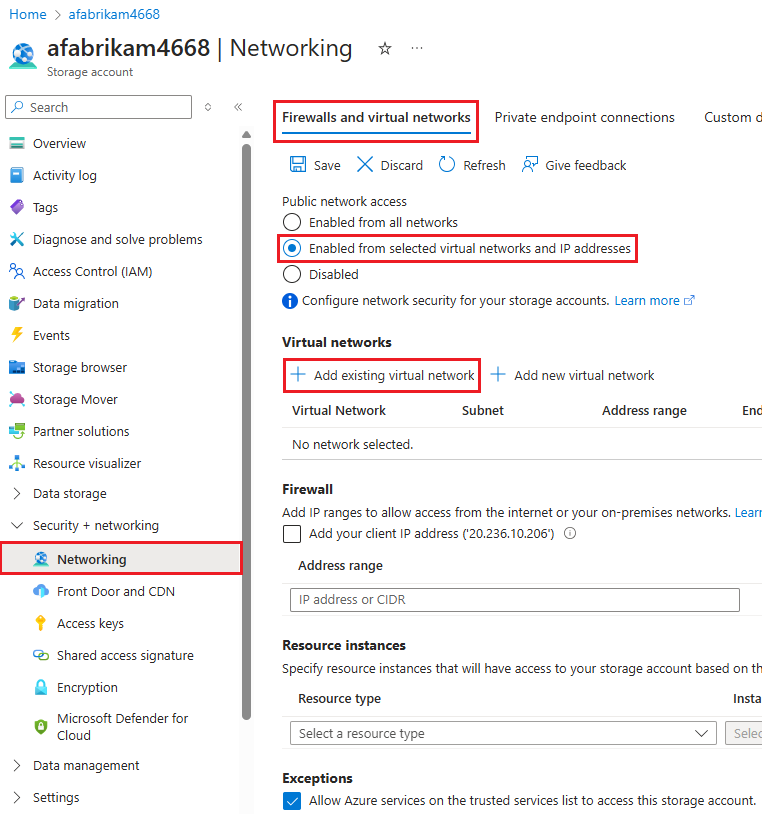 Home > afabrikam4668
afabrikam4668 | Networking
Storage account
Search
Overview
Activity log
Tags
Diagnose and solve problems
Access Control (IAM)
Data migration
Events
Storage browser
Storage Mover
Partner solutions
Resource visualizer
Data storage
Security + networking
Networking
Front Door and CDN
Access keys
Shared access signature
Encryption
Microsoft Defender for
Cloud
Data management
Settings
Firewalls and virtual networks Private endpoint connections Custom d
Save Discard Refresh Give feedback
Public network access
Enabled from all networks
Enabled from selected virtual networks and IP addresses
Disabled
Configure network security for your storage accounts. Learn more
Virtual networks
+ Add existing virtual network + Add new virtual network
Virtual Network Subnet Address range End
No network selected.
Firewall
Add IP ranges to allow access from the internet or your on-premises networks. Learn
Add your client IP address ('20.236.10.206')
Address range
IP address or CIDR
Resource instances
Specify resource instances that will have access to your storage account based on th
Resource type Insta
Select a resource type Selec
Exceptions
Allow Azure services on the trusted services list to access this storage account.